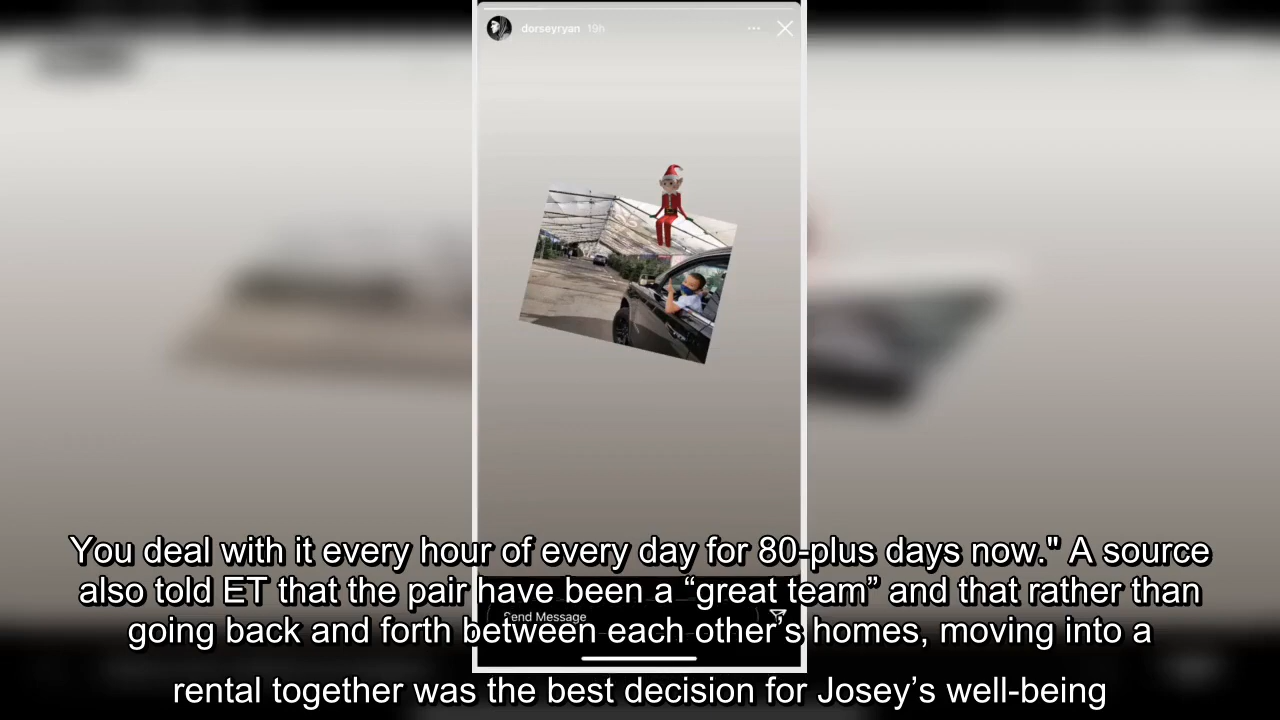 dorseyryan 19h
You deal with it every hour of every day for 80-plus days now." A source
also told ET that the pair have been a “great team” and that rather than
Send Message
going back and forth between each other’s homes, moving into a
rental together was the best decision for Josey’s well-being